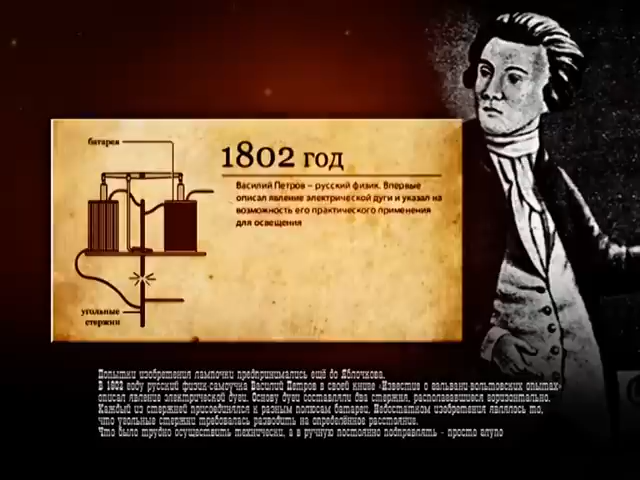 батарея
1802 год
Василий Петров – русский физик. Впервые
описал явление электрической дуги и указал на
возможность его практического применения
для освещения
угольные
стержни
Попытки изобретения лампочки предпринимались ещё до Яблочкова.
В 1802 году русский физик-самоучка Василий Петров в своей книге «Известие о гальвани-вольтовских опытах»
описал явление электрической дуги. Основу дуги составляли два стержня, располагавшиеся горизонтально.
Каждый из стержней присоединялся к разным полюсам батареи. Недостатком изобретения являлось то,
что угольные стержни требовалось разводить на определённое расстояние.
Что было трудно осуществить технически, а в ручную постоянно подправлять - просто глупо